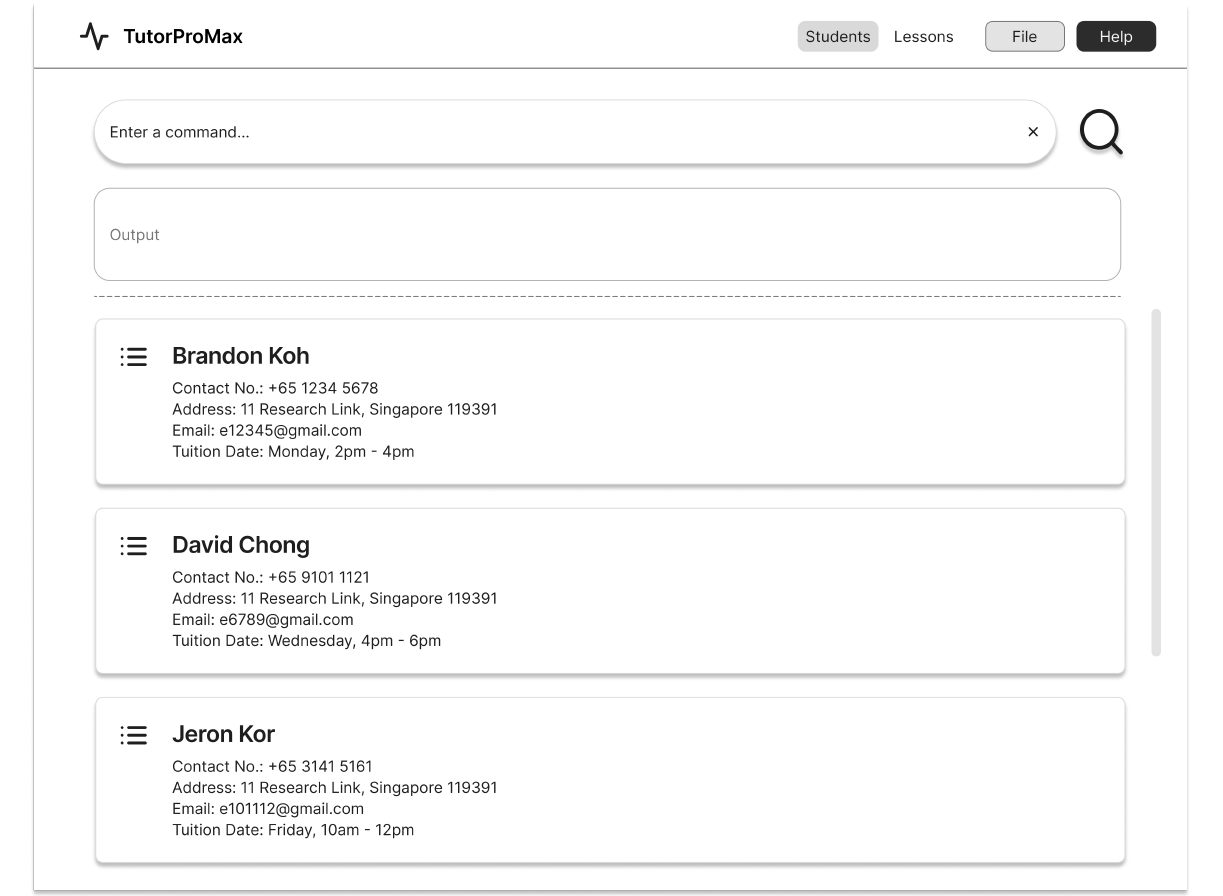 TutorProMax
Students Lessons File Help
Enter a command...
Output
Brandon Koh
Contact No.: +65 1234 5678
Address: 11 Research Link, Singapore 119391
Email: e12345@gmail.com
Tuition Date: Monday, 2pm - 4pm
David Chong
Contact No.: +65 9101 1121
Address: 11 Research Link, Singapore 119391
Email: e6789@gmail.com
Tuition Date: Wednesday, 4pm - 6pm
Jeron Kor
Contact No.: +65 3141 5161
Address: 11 Research Link, Singapore 119391
Email: e101112@gmail.com
Tuition Date: Friday, 10am - 12pm